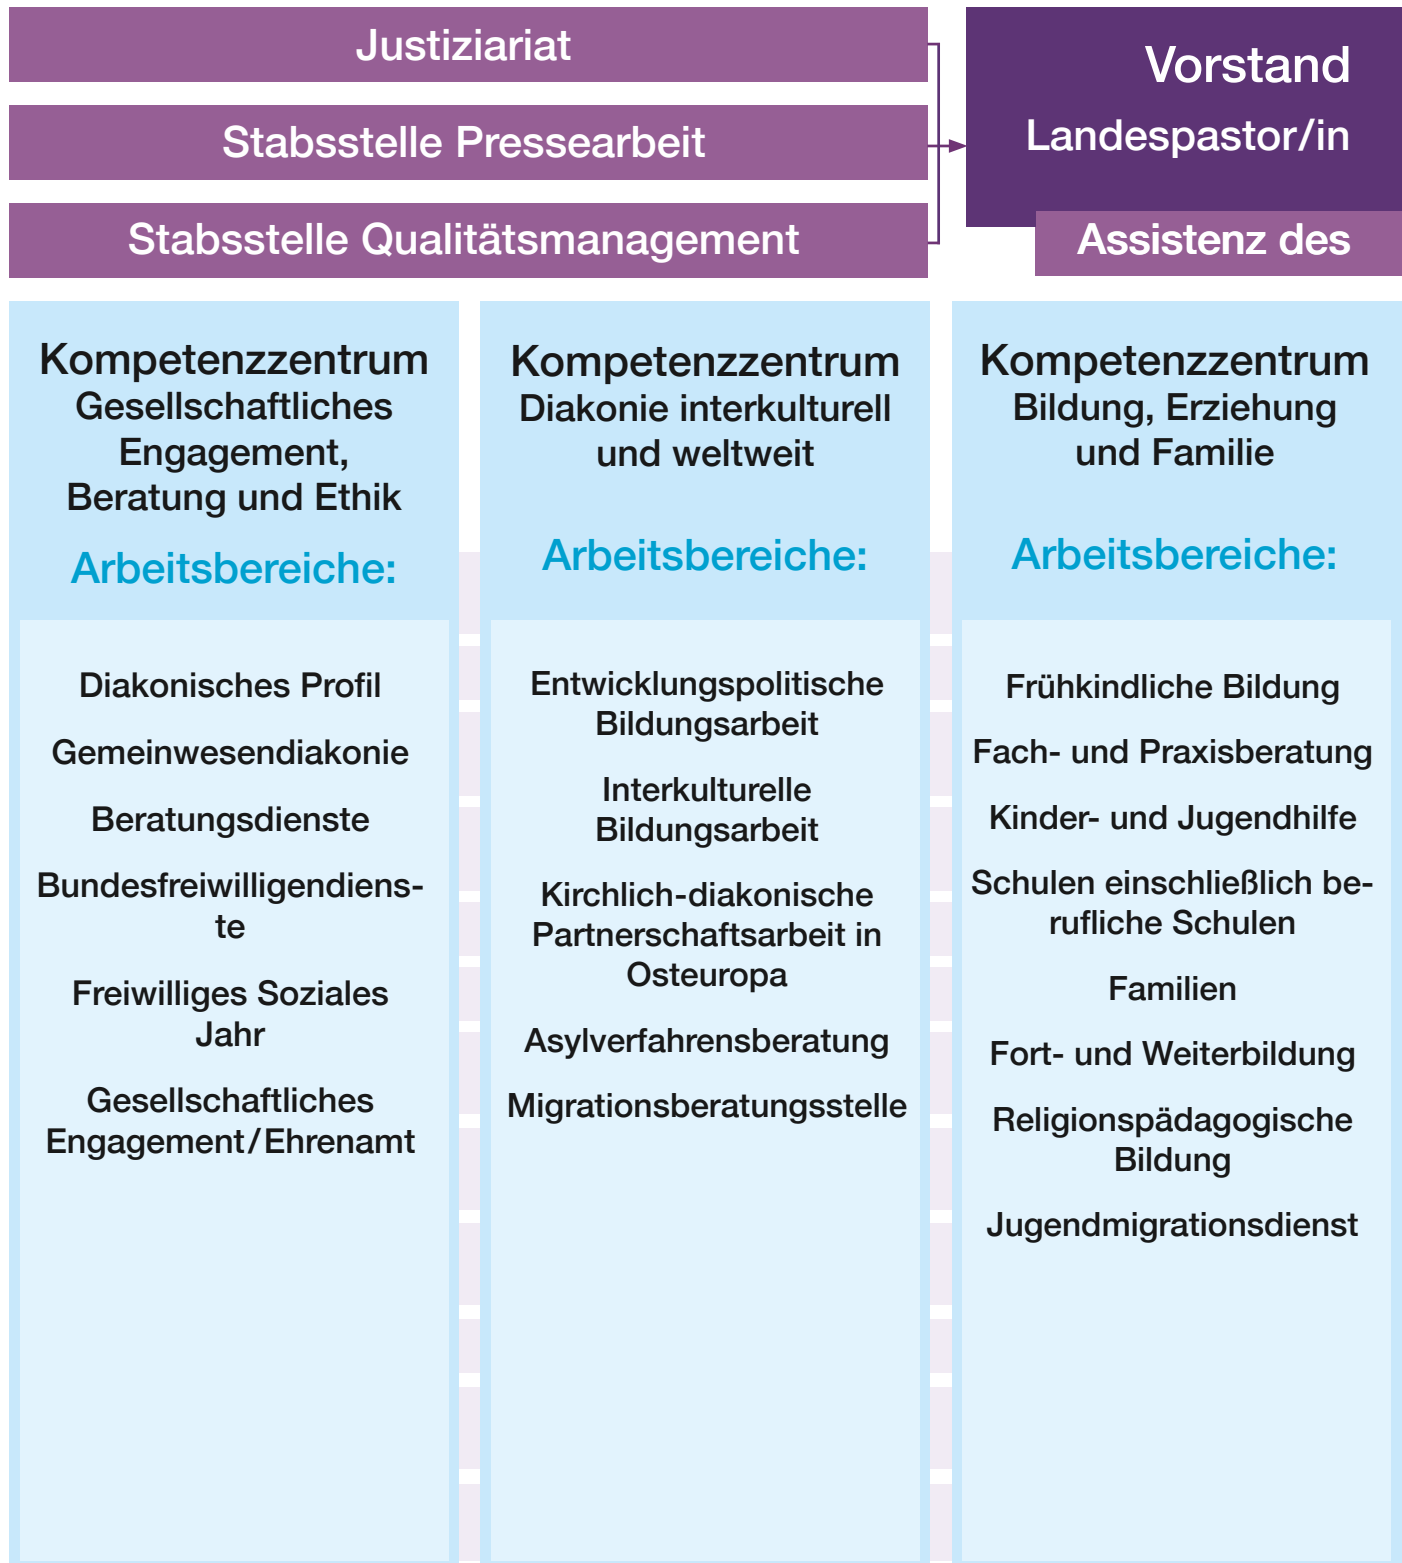 Justiziariat
Stabsstelle Pressearbeit
Stabsstelle Qualitätsmanagement
Vorstand
Landespastor/in
Assistenz des
Kompetenzzentrum
Gesellschaftliches
Engagement,
Beratung und Ethik
Arbeitsbereiche:
Diakonisches Profil
Gemeinwesendiakonie
Beratungsdienste
Bundesfreiwilligendiens-
te
Freiwilliges Soziales
Jahr
Gesellschaftliches
Engagement/Ehrenamt
Kompetenzzentrum
Diakonie interkulturell
und weltweit
Arbeitsbereiche:
Entwicklungspolitische
Bildungsarbeit
Interkulturelle
Bildungsarbeit
Kirchlich-diakonische
Partnerschaftsarbeit in
Osteuropa
Asylverfahrensberatung
Migrationsberatungsstelle
Kompetenzzentrum
Bildung, Erziehung
und Familie
Arbeitsbereiche:
Frühkindliche Bildung
Fach- und Praxisberatung
Kinder- und Jugendhilfe
Schulen einschließlich be-
rufliche Schulen
Familien
Fort- und Weiterbildung
Religionspädagogische
Bildung
Jugendmigrationsdienst